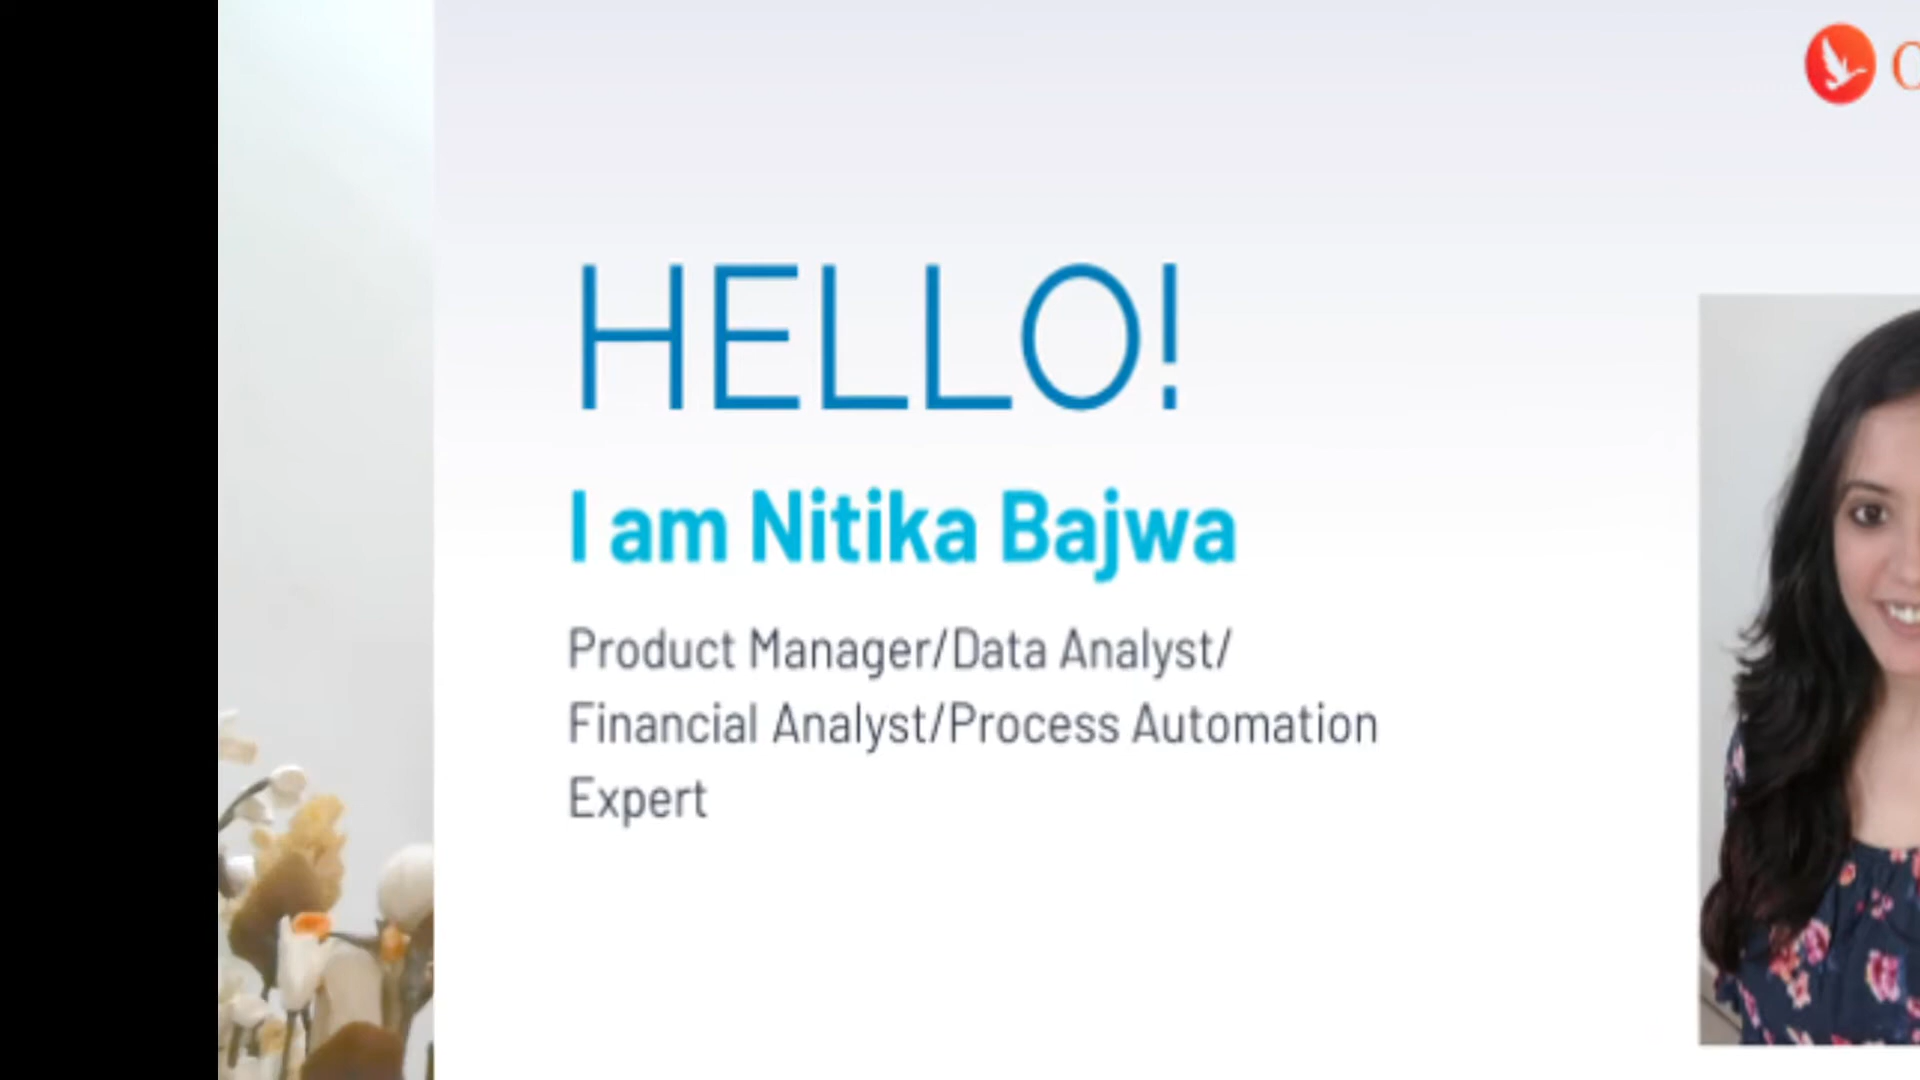 HELLO!
I am Nitika Bajwa
Product Manager/Data Analyst/
Financial Analyst/Process Automation
Expert